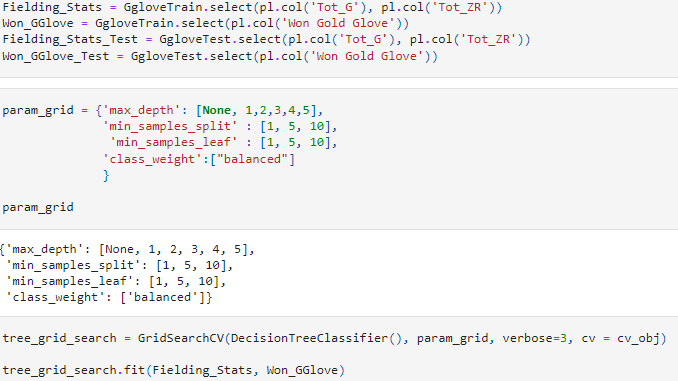 Fielding_Stats = GgloveTrain.select(pl.col('Tot_G'), pl.col('Tot_ZR'))
Won_GGlove = GgloveTrain.select(pl.col('Won Gold Glove'))
Fielding_Stats_Test = GgloveTest.select(pl.col('Tot_G'), pl.col('Tot_ZR'))
Won_GGlove_Test = GgloveTest.select(pl.col('Won Gold Glove'))
param_grid = {'max_depth': [None, 1,2,3,4,5],
'min_samples_split' : [1, 5, 10],
'min_samples_leaf' : [1, 5, 10],
'class_weight':["balanced"]
}
param_grid
{'max_depth': [None, 1, 2, 3, 4, 5],
'min_samples_split': [1, 5, 10],
'min_samples_leaf': [1, 5, 10],
'class_weight': ['balanced']}
tree_grid_search = GridSearchCV(DecisionTreeClassifier(), param_grid, verbose=3, cv = cv_obj)
tree_grid_search.fit(Fielding_Stats, Won_GGlove)